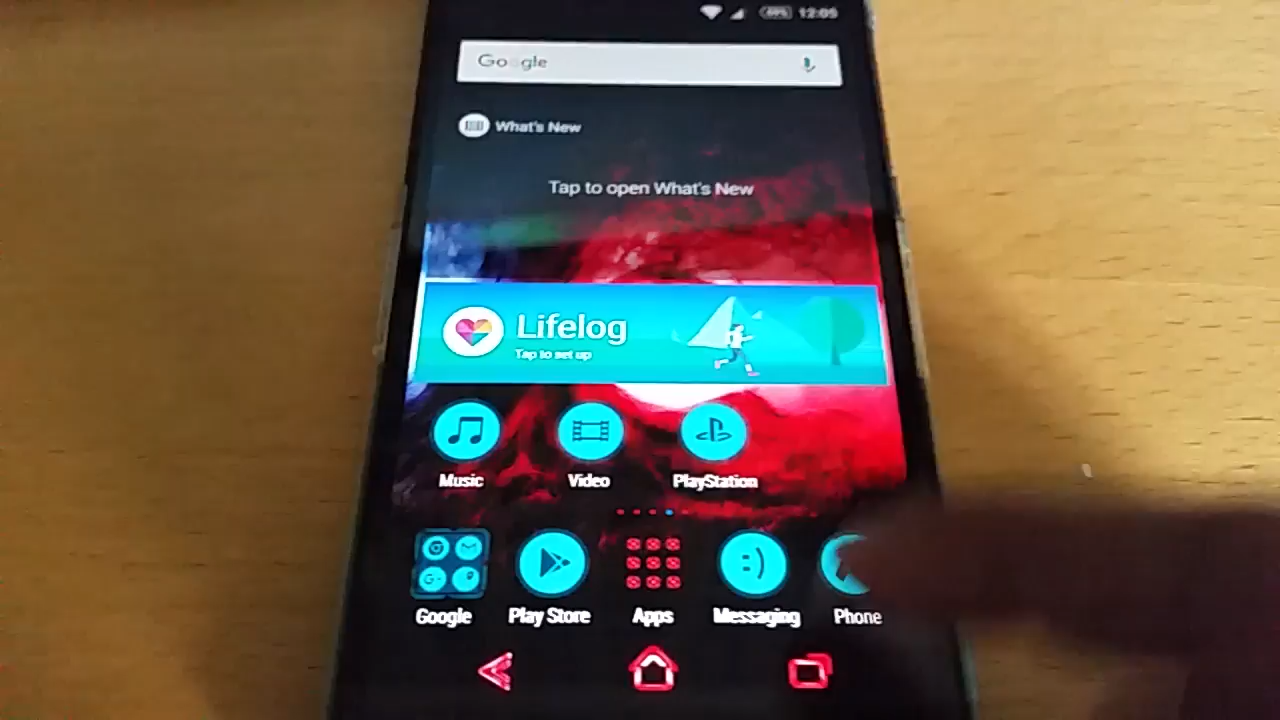 12:05
Google
What's New
Tap to open What's New
Lifelog
Tap to set up
Music Video PlayStation
Google Play Store Apps Messaging Phone